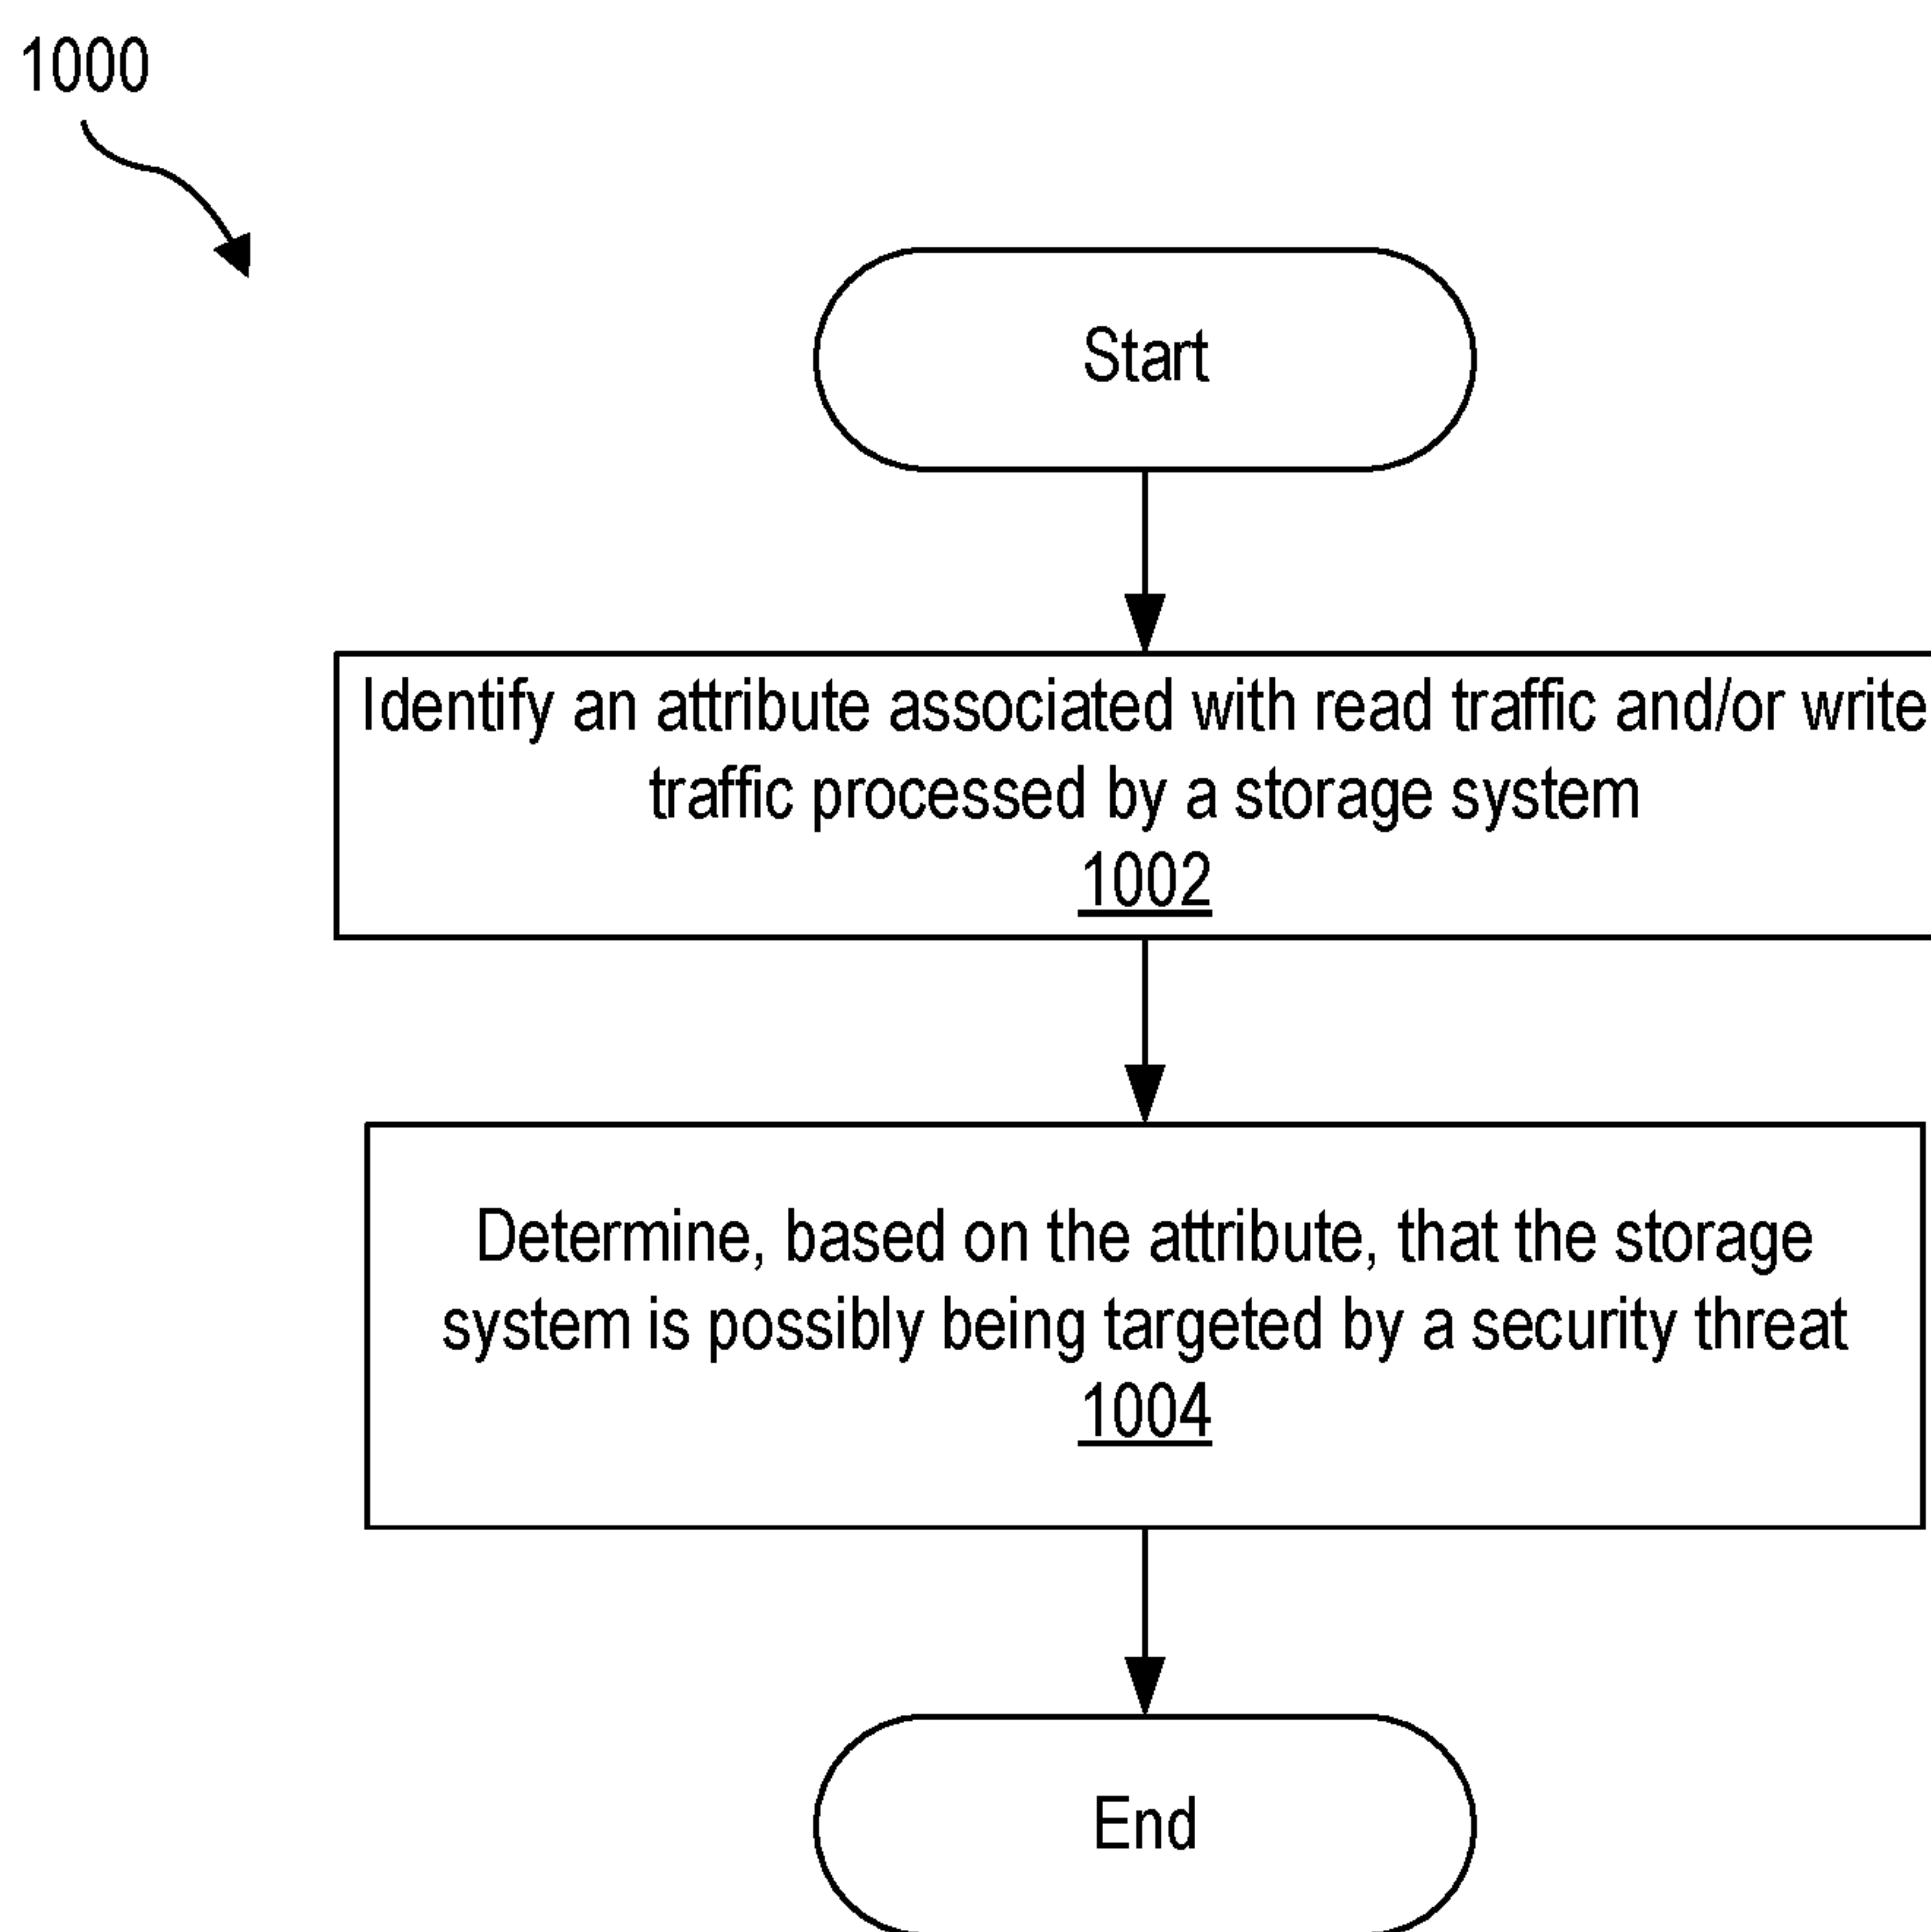 1000
Start
Identify an attribute associated with read traffic and/or write
traffic processed by a storage system
1002
Determine, based on the attribute, that the storage
system is possibly being targeted by a security threat
1004
End